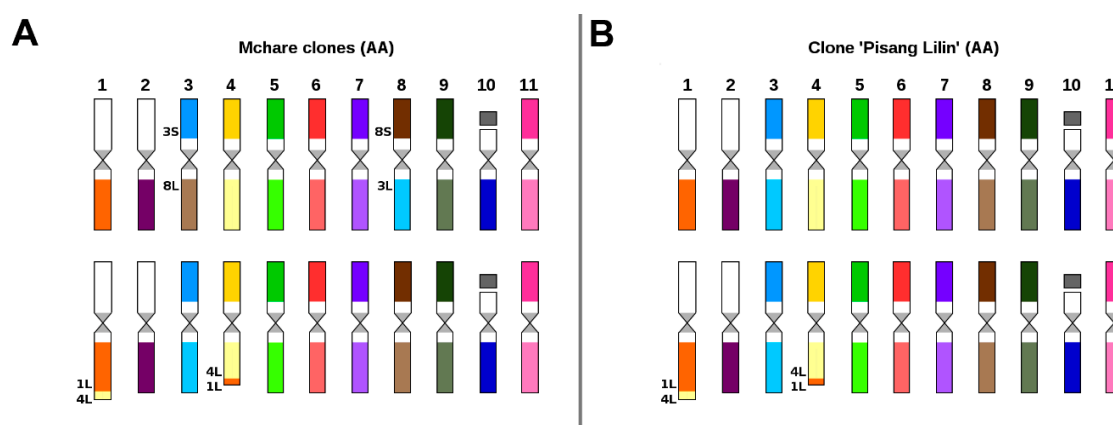 A
Mchare clones (AA)
1 2 3 4 5 6 7 8 9 10 11
3S 8S
8L 3L
4L
1L 1L
4L
B
Clone 'Pisang Lilin' (AA)
1 2 3 4 5 6 7 8 9 10 1
4L
1L 1L
4L